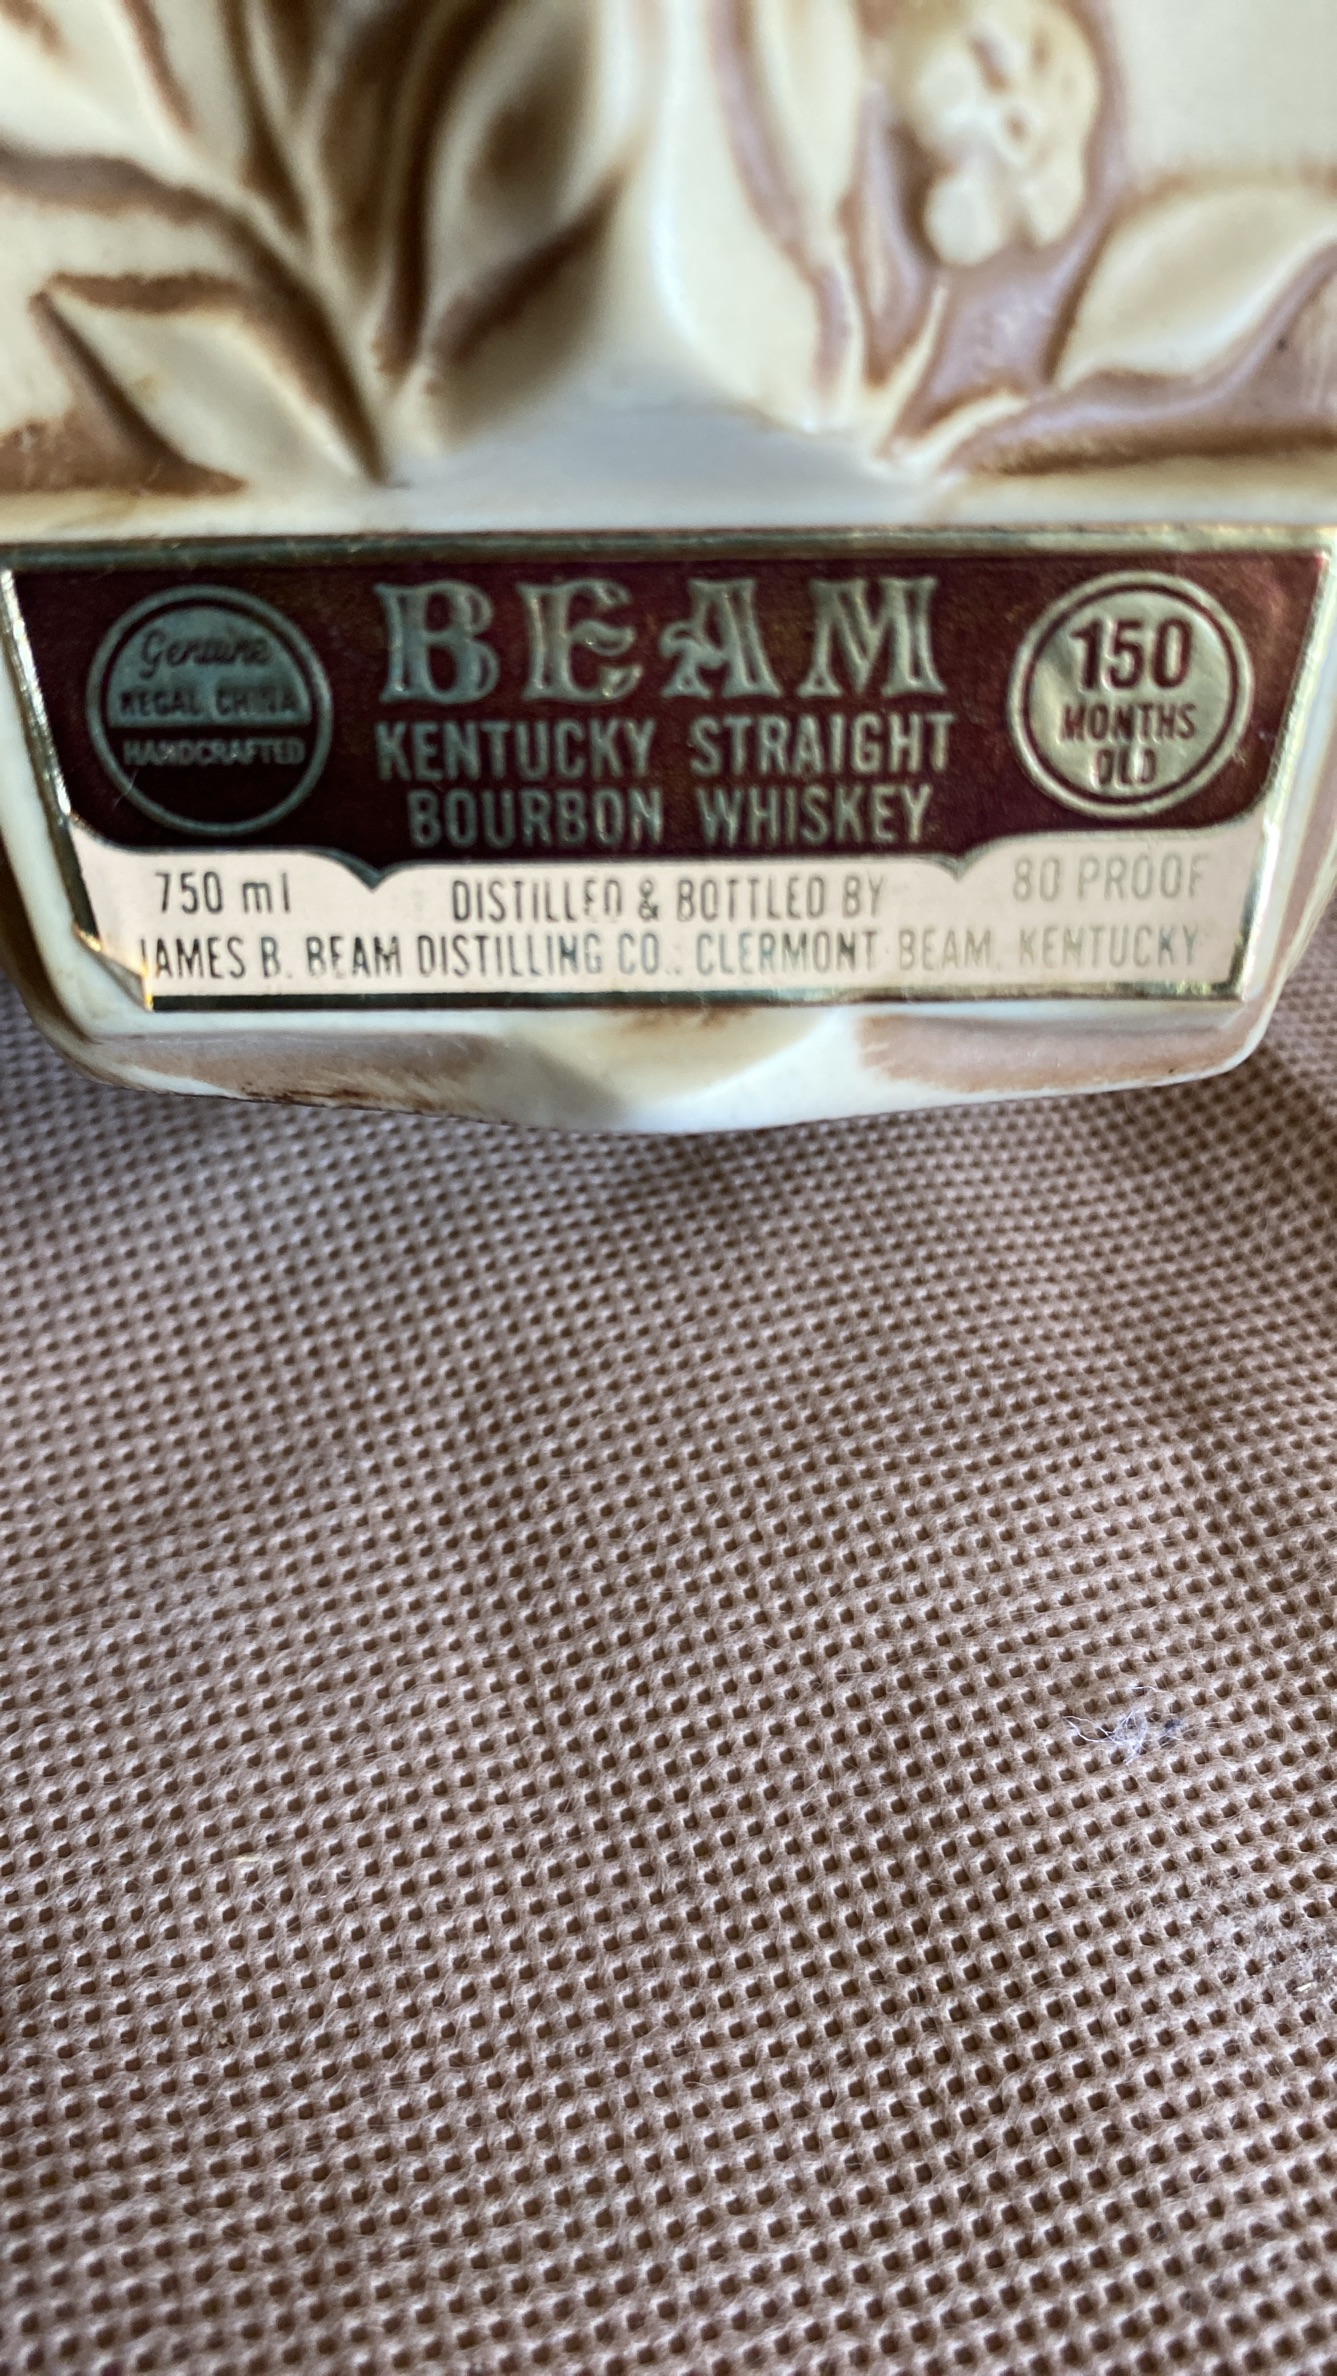 Genuine
REGAL CHINA
HANDCRAFTED
BEAM
KENTUCKY STRAIGHT
BOURBON WHISKEY
150
MONTHS
OLD
750 ml
DISTILLED & BOTTLED BY
80 PROOF
JAMES B. BEAM DISTILLING CO., CLERMONT·BEAM, KENTUCKY